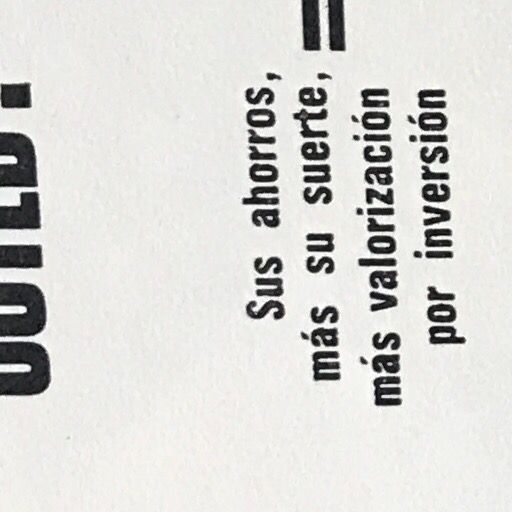 Sus ahorros,
más su suerte,
más valorización
por inversión
=